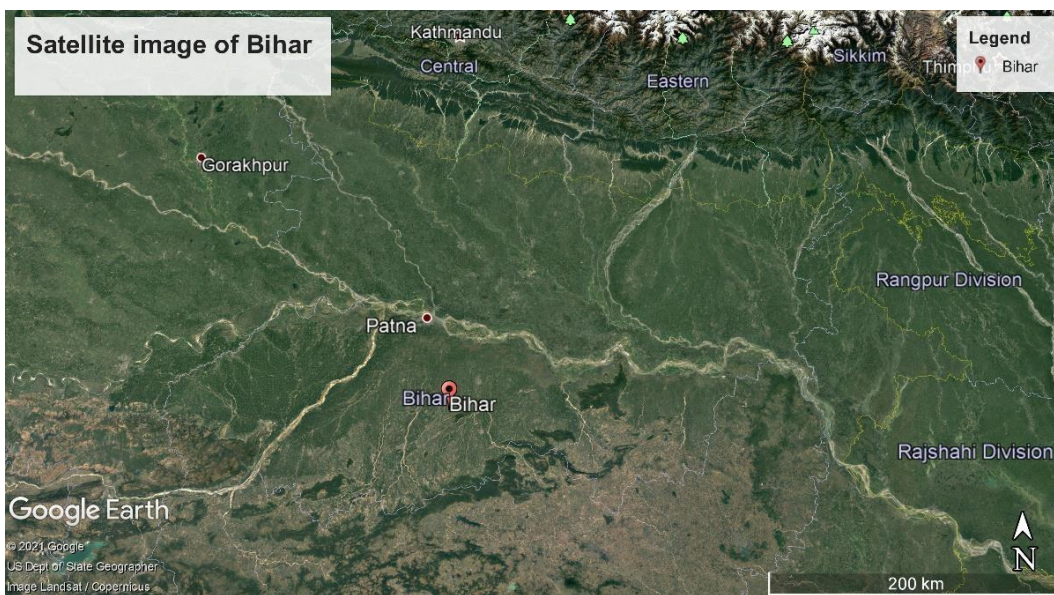 Satellite image of Bihar
Kathmandu
Central
Eastern
Sikkim
Legend
Bihar
Gorakhpur
Rangpur Division
Patna
Bihar
Bihar
Rajshahi Division
Google Earth
© 2021 Google
US Dept of State Geographer
Image Landsat / Copernicus
N
200 km